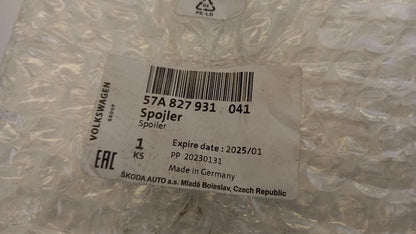 PE-LD
57A 827 931 041
Spojler
Spoiler
VOLKSWAGEN
GROUP
1
KS
Expire date : 2025/01
PP 20230131
Made in Germany
EAC
ŠKODA AUTO a.s. Mladá Boleslav, Czech Republic